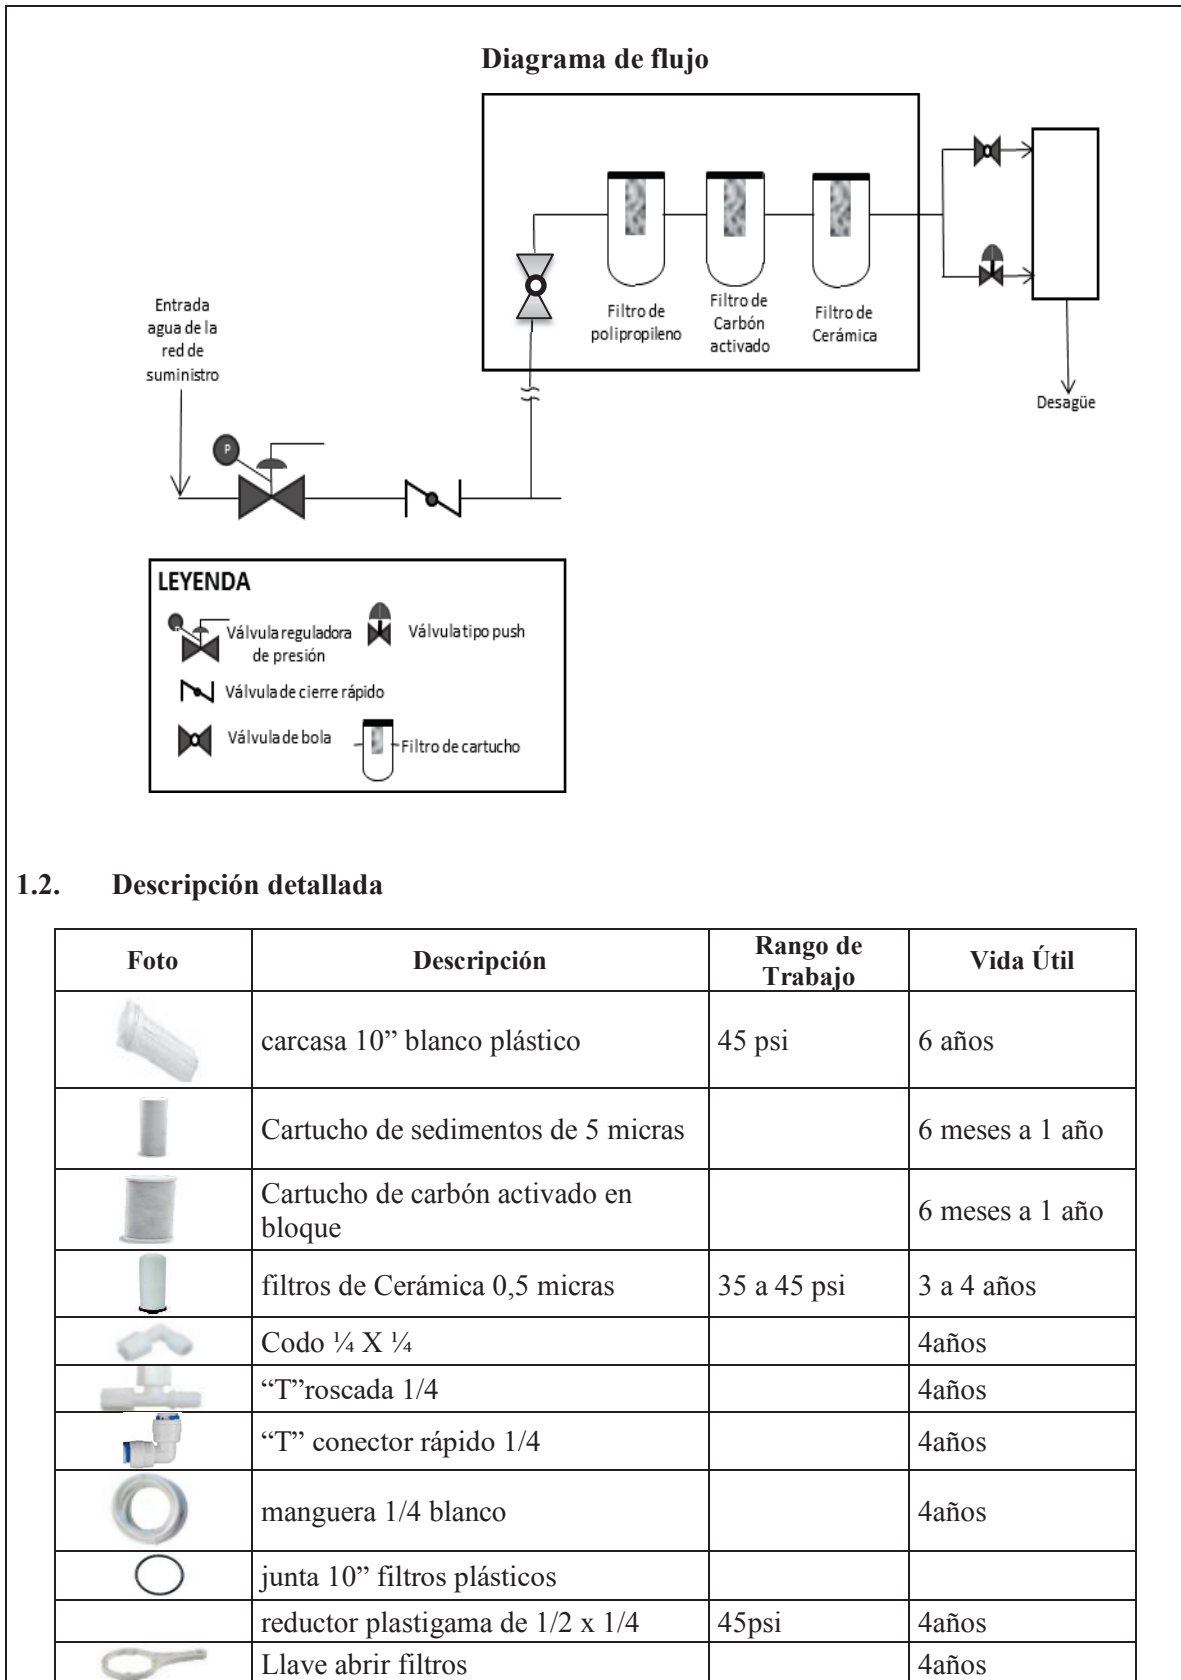 Diagrama de flujo
Entrada
agua de la
red de
suministro
P
Filtro de
polipropileno
Filtro de
Carbón
activado
Filtro de
Cerámica
Desagüe
LEYENDA
Válvula reguladora
de presión
Válvula tipo push
Válvula de cierre rápido
Válvula de bola
Filtro de cartucho
1.2. Descripción detallada
Foto Descripción Rango de
Trabajo Vida Útil
carcasa 10” blanco plástico 45 psi 6 años
Cartucho de sedimentos de 5 micras 6 meses a 1 año
Cartucho de carbón activado en
bloque 6 meses a 1 año
filtros de Cerámica 0,5 micras 35 a 45 psi 3 a 4 años
Codo ¼ X ¼ 4años
“T”roscada 1/4 4años
“T” conector rápido 1/4 4años
manguera 1/4 blanco 4años
junta 10” filtros plásticos
reductor plastigama de 1/2 x 1/4 45psi 4años
Llave abrir filtros 4años